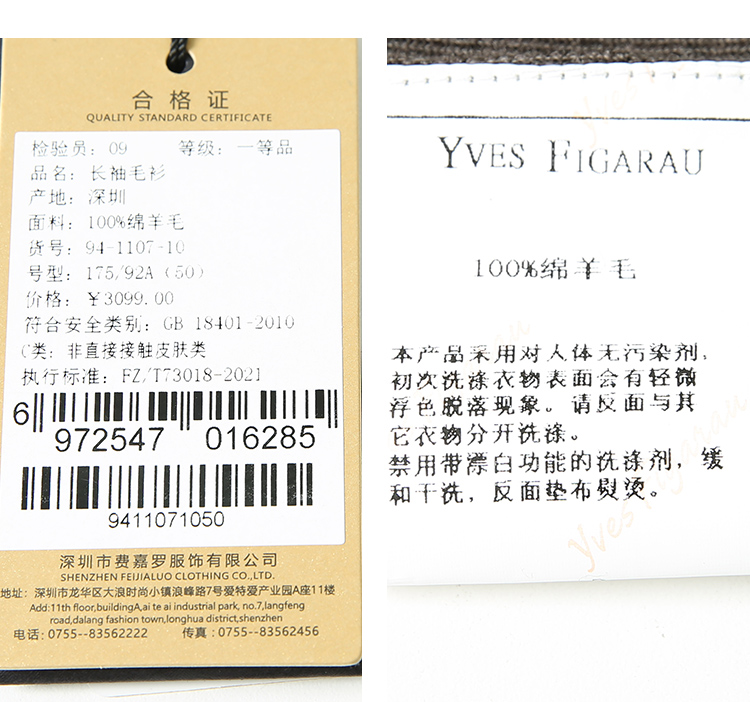 合格证
QUALITY STANDARD CERTIFICATE
检验员: 09 等级: 一等品
品名: 长袖毛衫
产地: 深圳
面料: 100%绵羊毛
货号: 94-1107-10
号型: 175/92A (50)
价格: ¥3099.00
符合安全类别: GB 18401-2010
C类: 非直接接触皮肤类
执行标准: FZ/T73018-2021
6 972547 016285
9411071050
深圳市费嘉罗服饰有限公司
SHENZHEN FEIJIALUO CLOTHING CO.,LTD.
地址: 深圳市龙华区大浪时尚小镇浪峰路7号爱特爱产业园A座11楼
Add:11th floor,buildingA,ai te ai industrial park, no.7,langfeng
road,dalang fashion town,longhua district,shenzhen
电话: 0755--83562222 传真: 0755--83562456
YVES FIGARAU
100%绵羊毛
本产品采用对人体无污染剂,
初次洗涤衣物表面会有轻微
浮色脱落现象。请反面与其
它衣物分开洗涤。
禁用带漂白功能的洗涤剂, 缓
和干洗, 反面垫布熨烫。
Yves Figarau